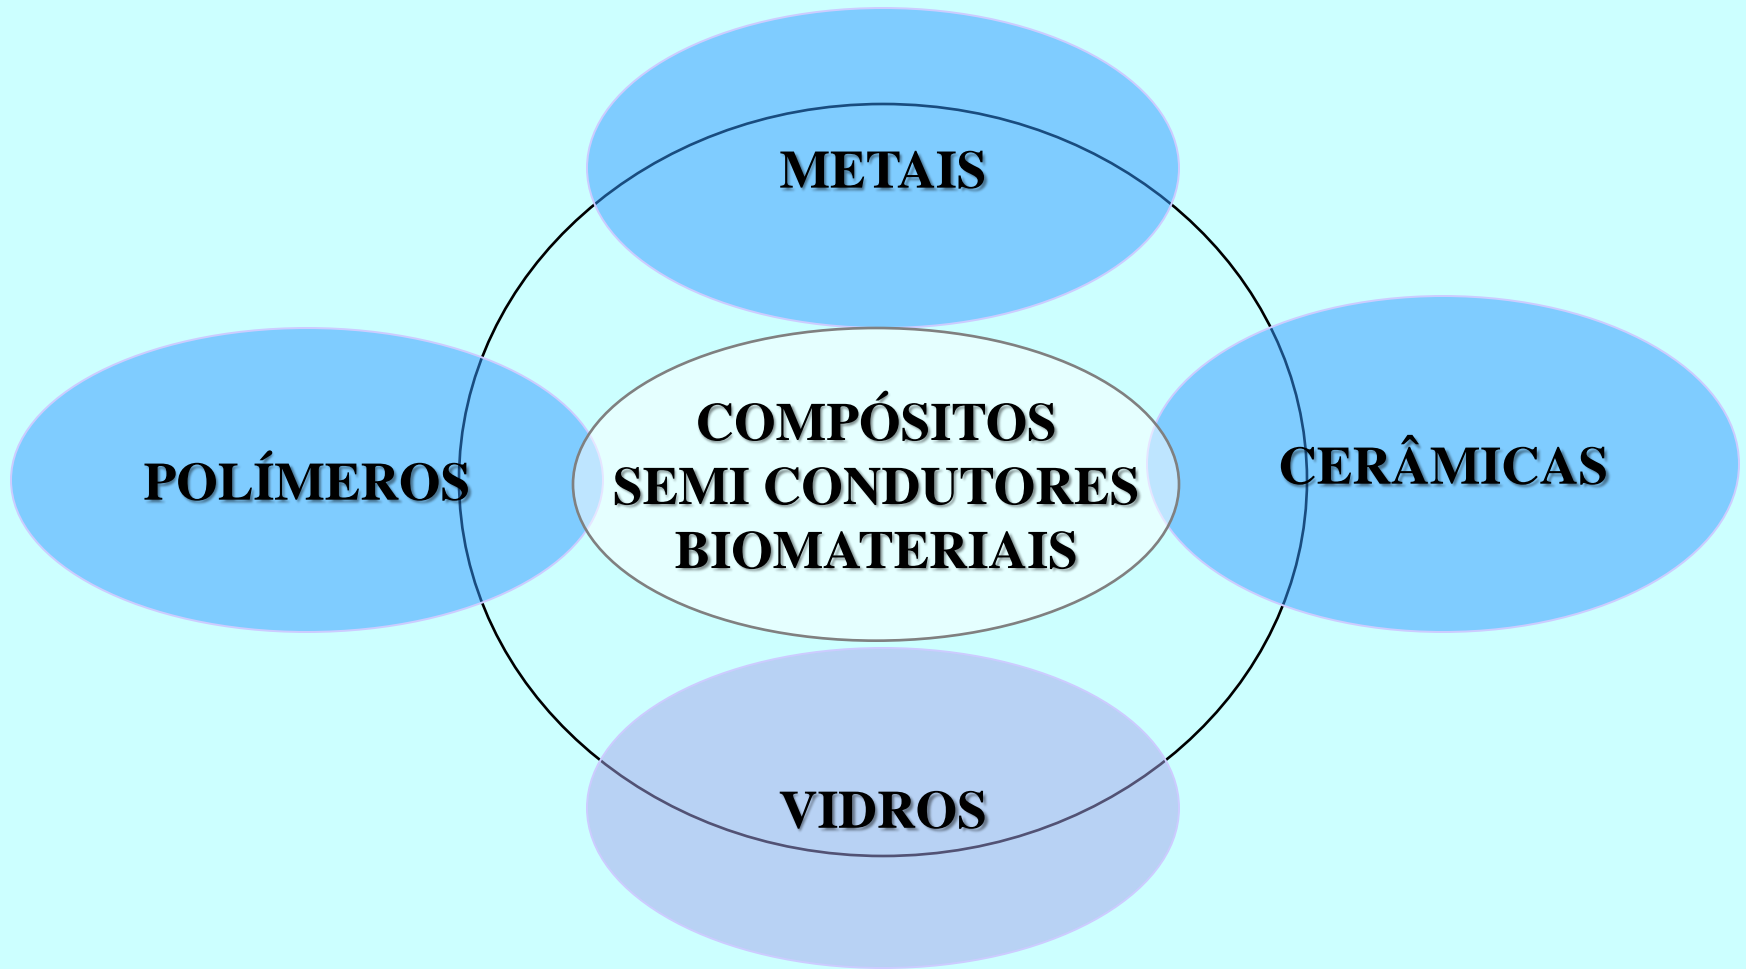 METAIS
POLÍMEROS
COMPÓSITOS
SEMI CONDUTORES
BIOMATERIAIS
CERÂMICAS
VIDROS